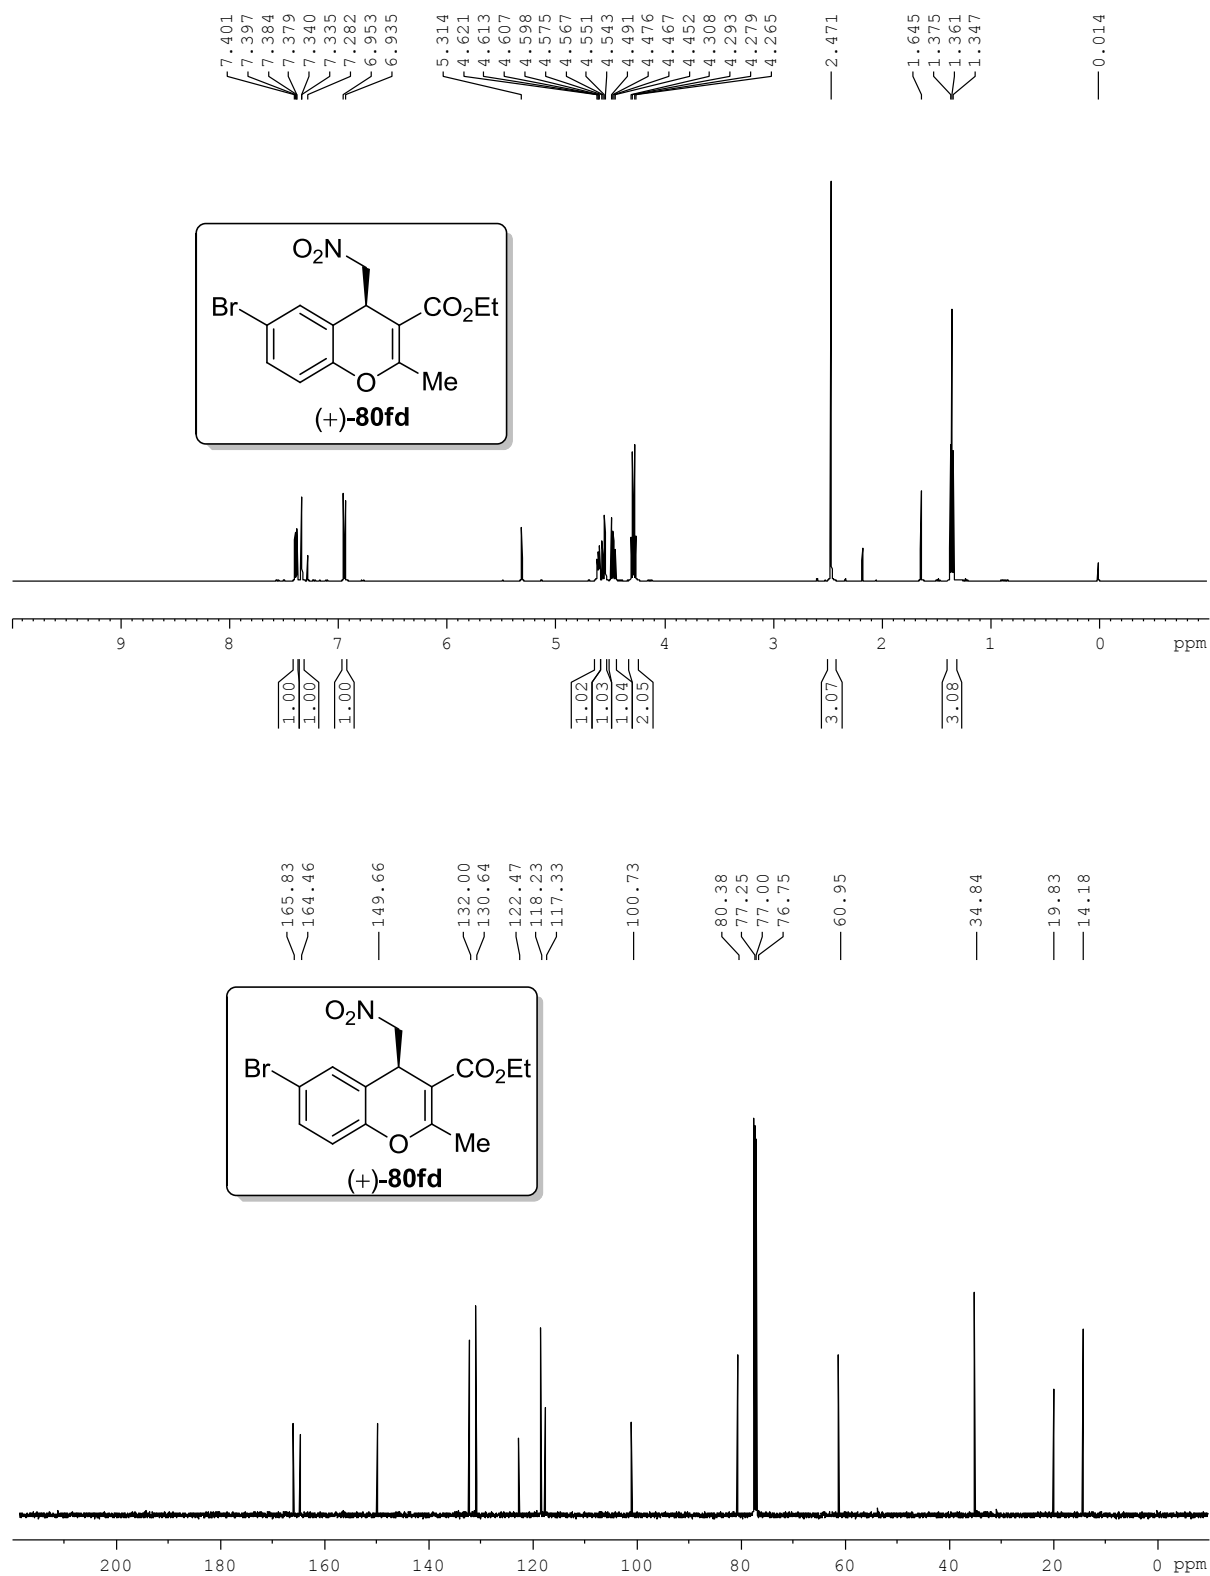 7.401 7.397 7.384 7.379 7.340 7.335 7.282 6.953 6.935 5.314 4.621 4.613 4.607 4.598 4.575 4.567 4.551 4.543 4.491 4.476 4.467 4.452 4.308 4.293 4.279 4.265 2.471 1.645 1.375 1.361 1.347 0.014
O2N
Br CO2Et
O Me
(+)-80fd
9 8 7 6 5 4 3 2 1 0 ppm
1.00 1.00 1.00 1.02 1.03 1.04 2.05 3.07 3.08
165.83 164.46 149.66 132.00 130.64 122.47 118.23 117.33 100.73 80.38 77.25 77.00 76.75 60.95 34.84 19.83 14.18
O2N
Br CO2Et
O Me
(+)-80fd
200 180 160 140 120 100 80 60 40 20 0 ppm